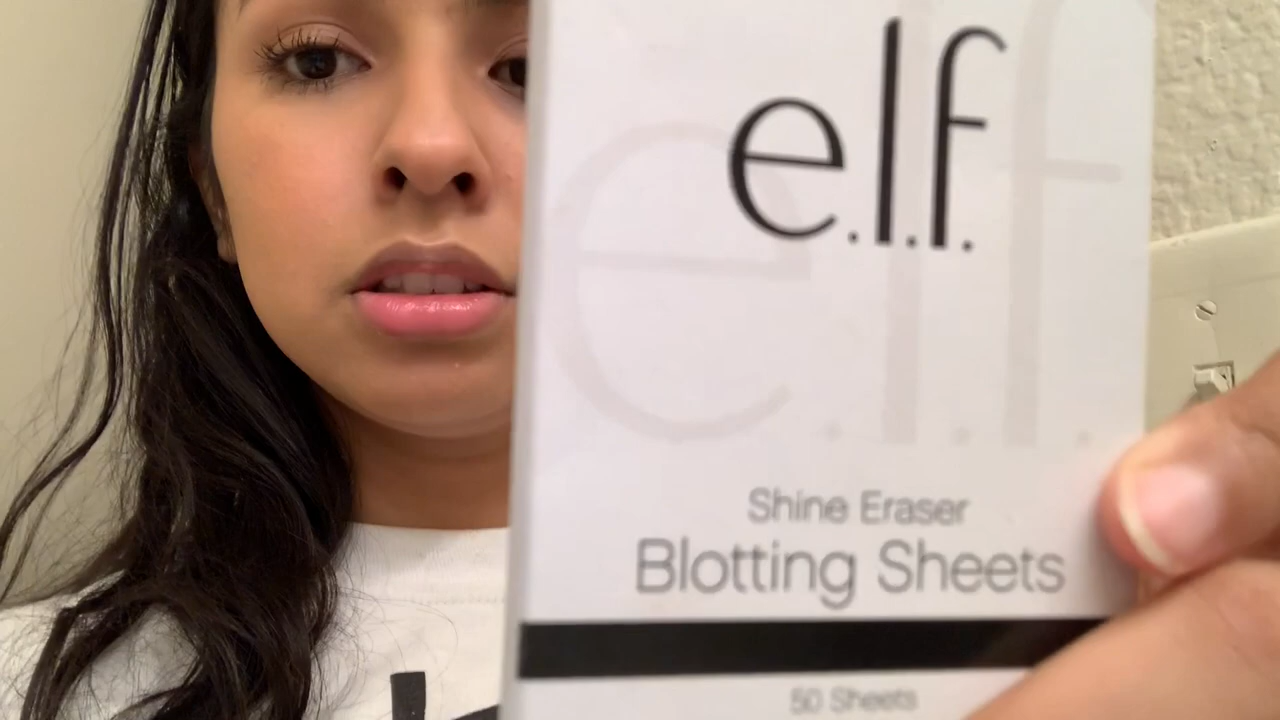 e.l.f.
e.l.f.
Shine Eraser
Blotting Sheets
50 Sheets